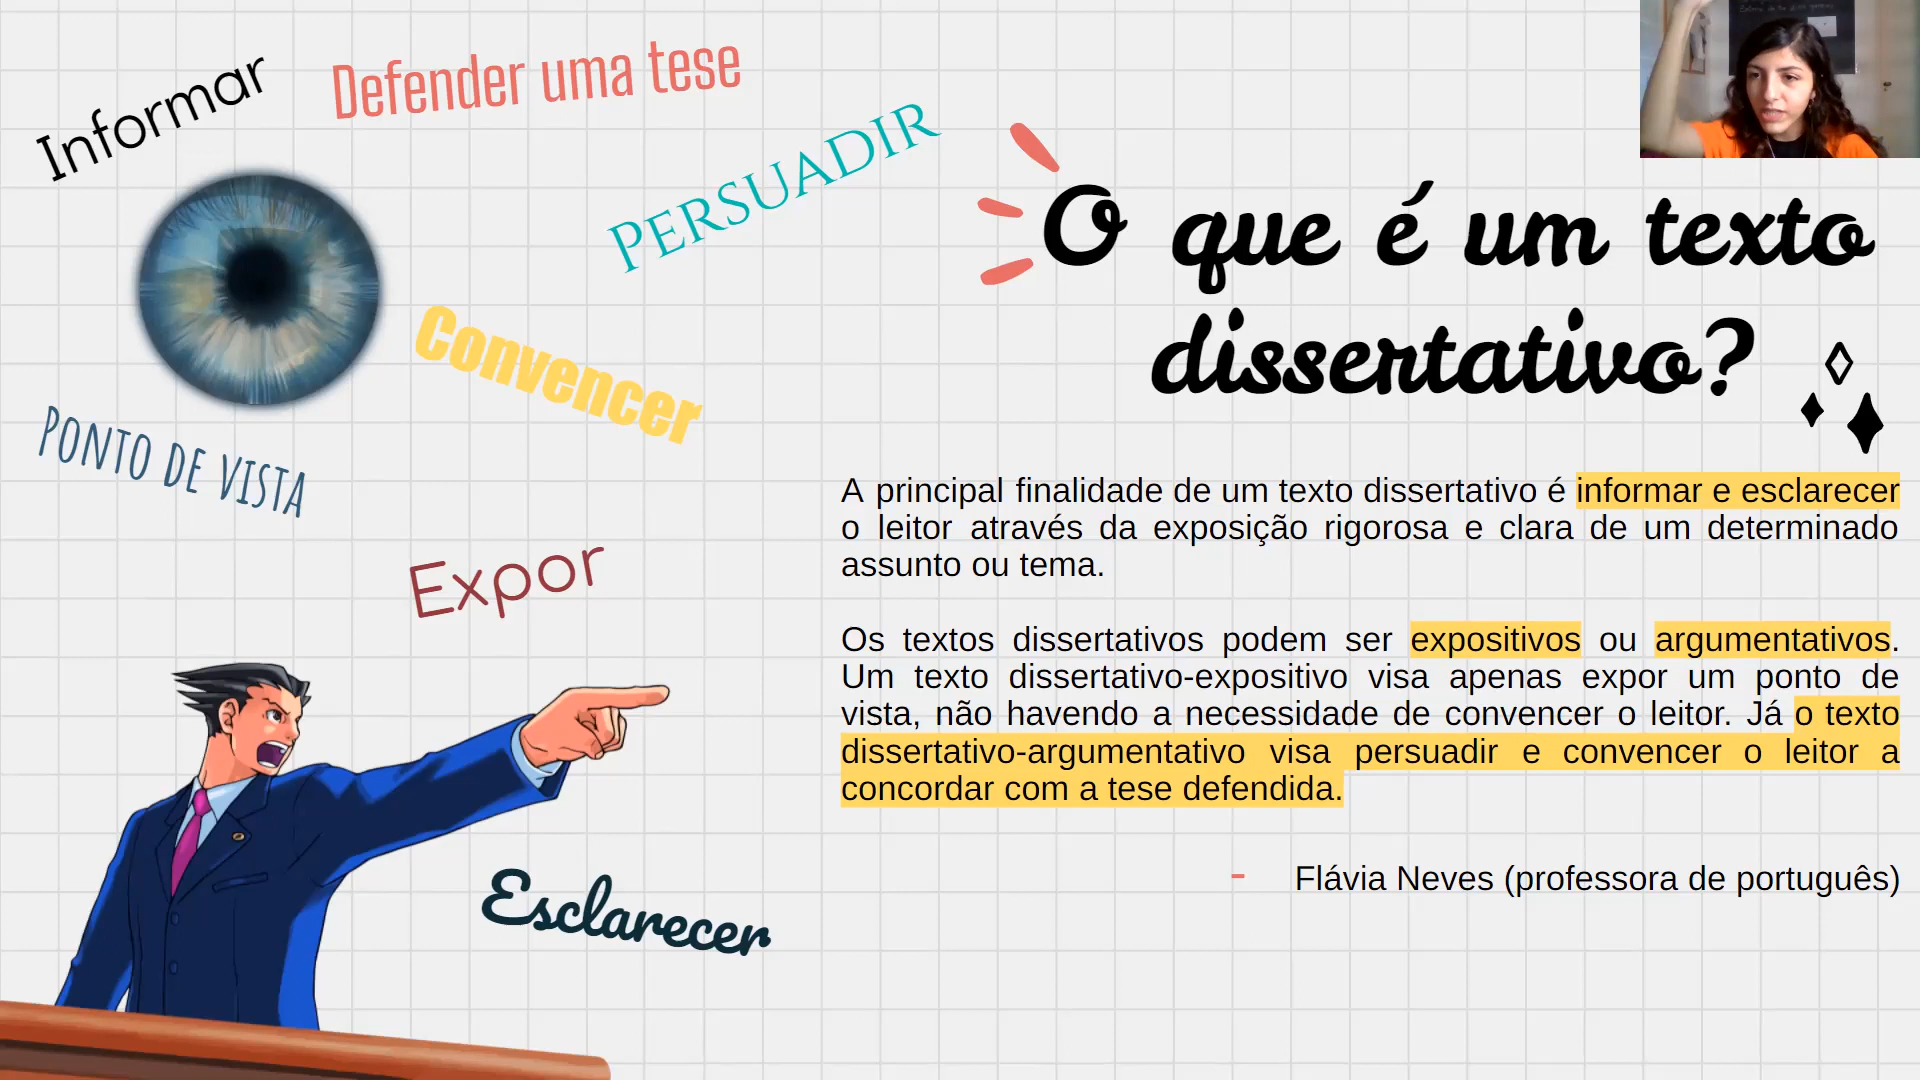 Informar
Defender uma tese
PERSUADIR
Convencer
PONTO DE VISTA
Expor
Esclarecer
O que é um texto
dissertativo?
A principal finalidade de um texto dissertativo é informar e esclarecer
o leitor através da exposição rigorosa e clara de um determinado
assunto ou tema.
Os textos dissertativos podem ser expositivos ou argumentativos.
Um texto dissertativo-expositivo visa apenas expor um ponto de
vista, não havendo a necessidade de convencer o leitor. Já o texto
dissertativo-argumentativo visa persuadir e convencer o leitor a
concordar com a tese defendida.
- Flávia Neves (professora de português)